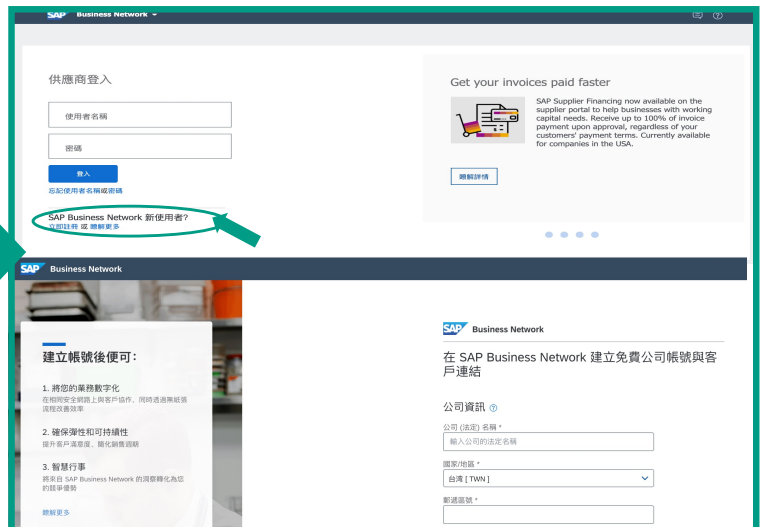 SAP Business Network
供應商登入
使用者名稱
密碼
登入
忘記使用者名稱或密碼
SAP Business Network 新使用者?
立即註冊 或 瞭解更多
Get your invoices paid faster
SAP Supplier Financing now available on the
supplier portal to help businesses with working
capital needs. Receive up to 100% of invoice
payment upon approval, regardless of your
customers' payment terms. Currently available
for companies in the USA.
瞭解詳情
SAP Business Network
建立帳號後便可：
1. 將您的業務數字化
在相同安全網路上與客戶協作，同時透過無紙張
流程改善效率
2. 確保彈性和可持續性
提升客戶滿意度、簡化銷售週期
3. 智慧行事
將來自 SAP Business Network 的洞察轉化為您
的競爭優勢
瞭解更多
SAP Business Network
在 SAP Business Network 建立免費公司帳號與客
戶連結
公司資訊 ?
公司 (法定) 名稱 *
輸入公司的法定名稱
國家/地區 *
台灣 [ TWN ]
郵遞區號 *